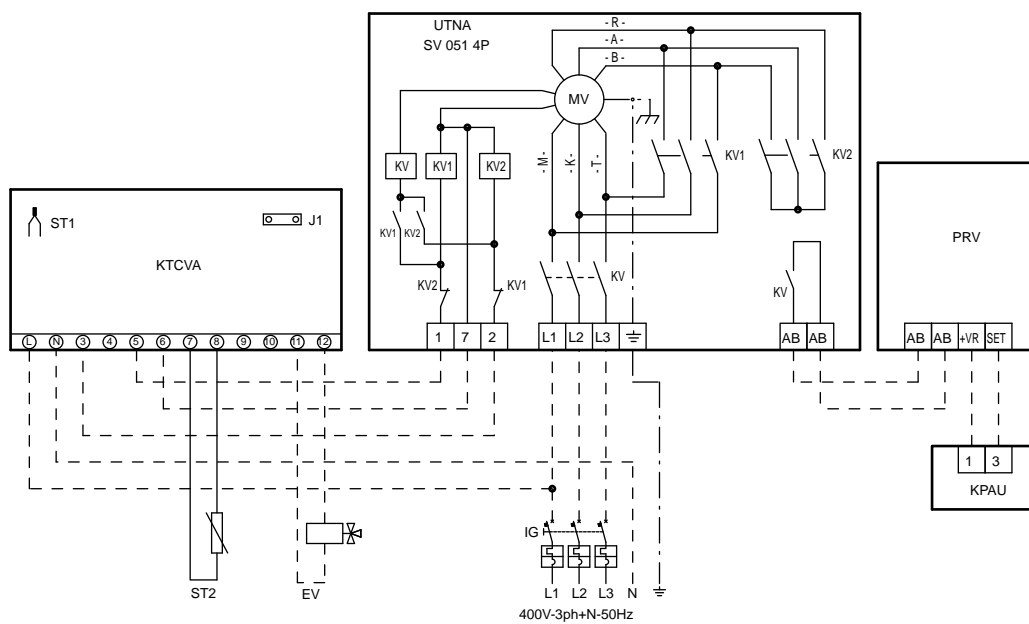 UTNA
SV 051 4P
- R -
- A -
- B -
MV
KV
KV1
KV2
- M -
- K -
- T -
KV1
KV2
KV1
KV2
KV2
KV1
KV
KV
1
7
2
L1
L2
L3
AB
AB
ST1
J1
KTCVA
L
N
3
4
5
6
7
8
9
10
11
12
PRV
AB
AB
+VR
SET
1
3
KPAU
ST2
EV
IG
L1
L2
L3
N
400V-3ph+N-50Hz